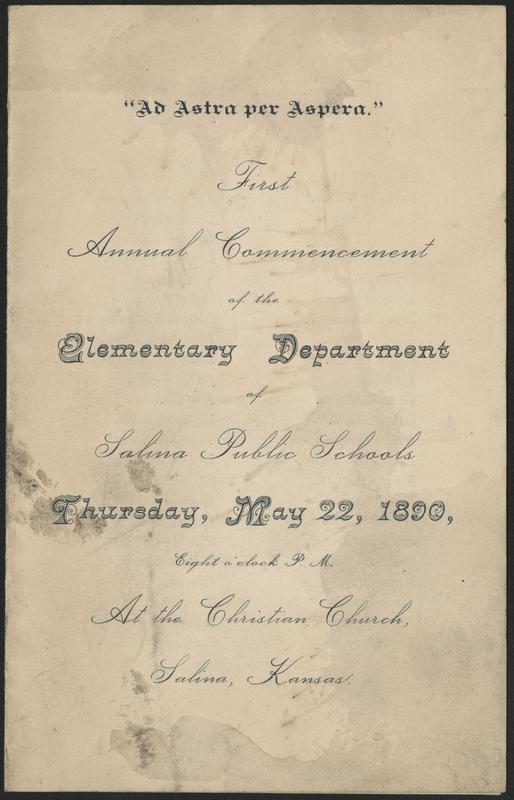 "Ad Astra per Aspera."
First
Annual Commencement
of the
Elementary Department
of
Salina Public Schools
Thursday, May 22, 1890,
Eight o'clock P. M.
At the Christian Church,
Salina, Kansas.